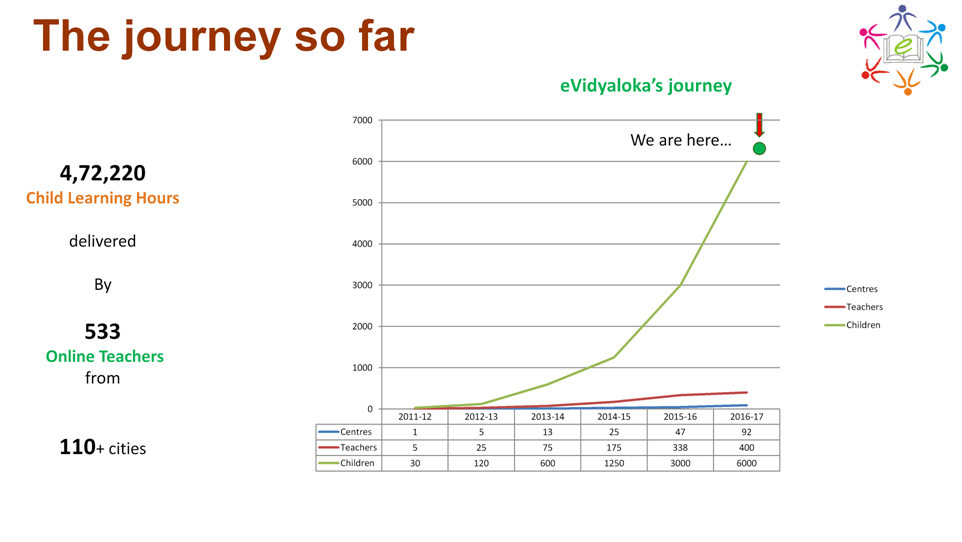 The journey so far
e
eVidyaloka's journey
4,72,220
Child Learning Hours
delivered
By
533
Online Teachers
from
110+ cities
We are here...
7000
6000
5000
4000
3000
2000
1000
0
2011-12 2012-13 2013-14 2014-15 2015-16 2016-17
Centres 1 5 13 25 47 92
Teachers 5 25 75 175 338 400
Children 30 120 600 1250 3000 6000
Centres
Teachers
Children